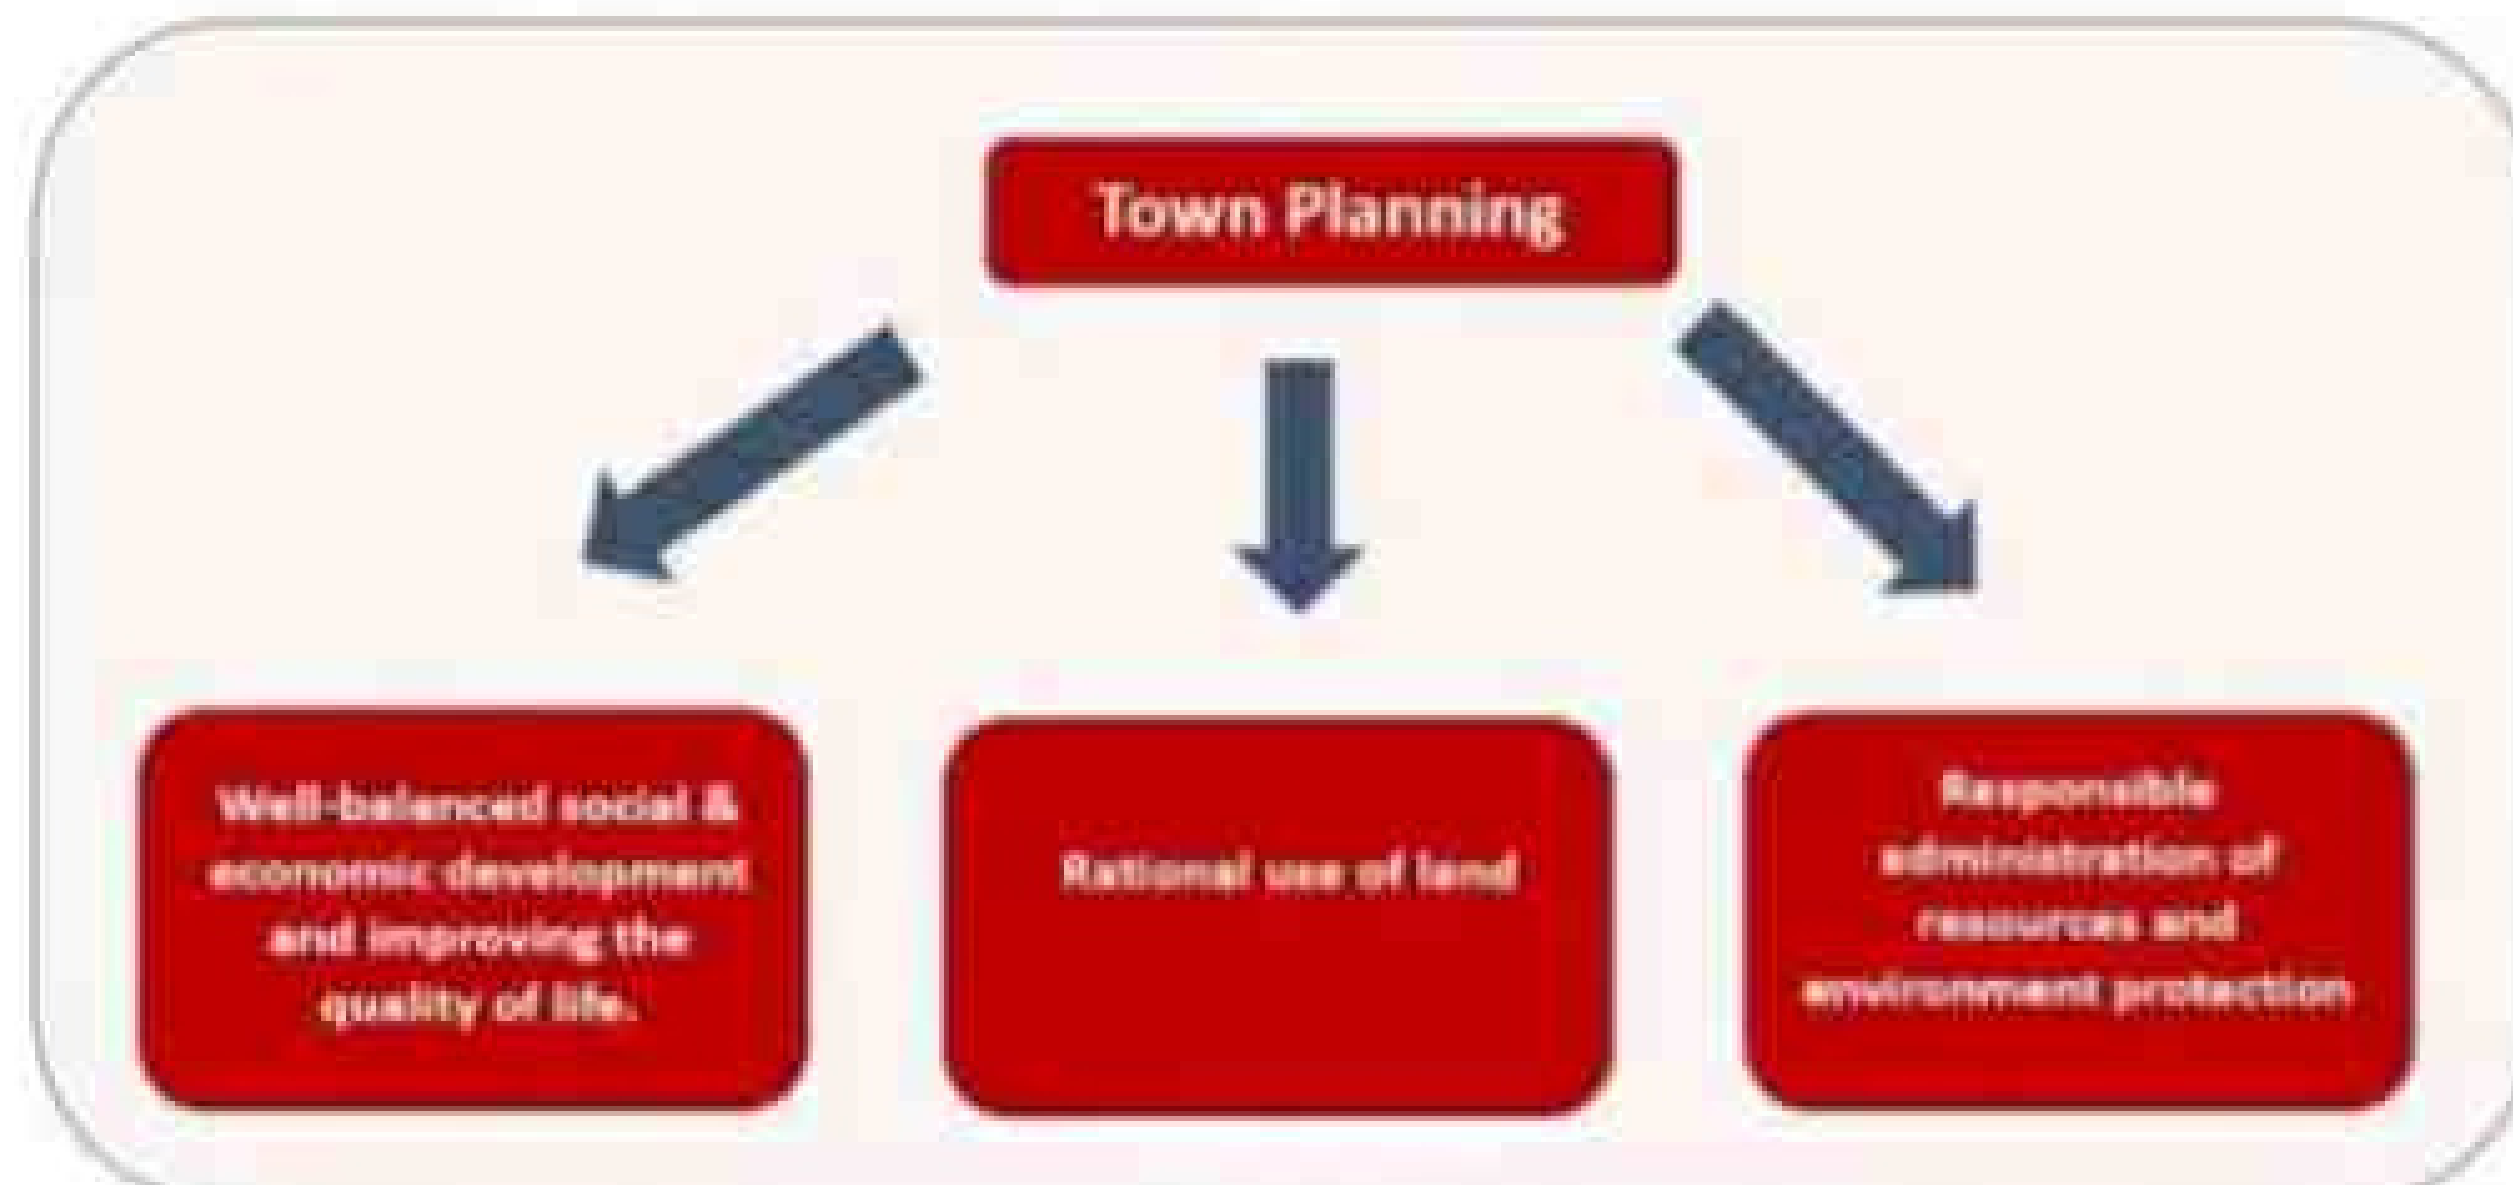 Town Planning
Well-balanced social &
economic development
and improving the
quality of life.
Rational use of land
Responsible
administration of
resources and
environment protection